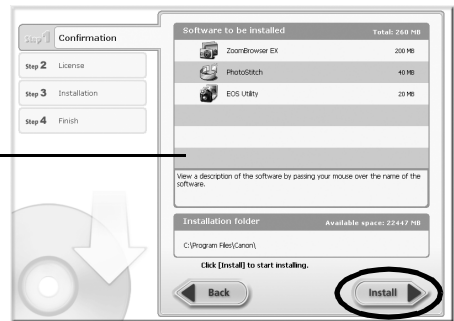 Step 1 Confirmation
Step 2 License
Step 3 Installation
Step 4 Finish
Software to be installed Total: 260 MB
ZoomBrowser EX 200 MB
PhotoStitch 40 MB
EOS Utility 20 MB
View a description of the software by passing your mouse over the name of the
software.
Installation folder Available space: 22447 MB
C:\Program Files\Canon\
Click [Install] to start installing.
Back
Install